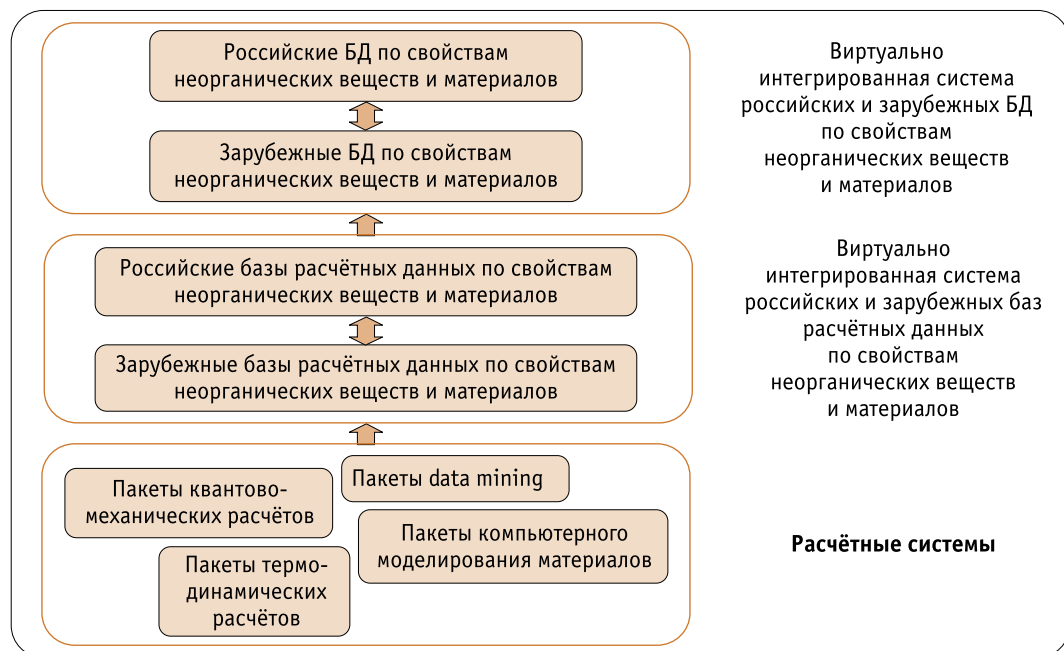 Российские БД по свойствам
неорганических веществ и материалов
Зарубежные БД по свойствам
неорганических веществ и материалов
Виртуально
интегрированная система
российских и зарубежных БД
по свойствам
неорганических веществ
и материалов
Российские базы расчётных данных по свойствам
неорганических веществ и материалов
Зарубежные базы расчётных данных по свойствам
неорганических веществ и материалов
Виртуально
интегрированная система
российских и зарубежных баз
расчётных данных
по свойствам
неорганических веществ
и материалов
Пакеты квантово-
механических расчётов
Пакеты data mining
Пакеты компьютерного
моделирования материалов
Пакеты термо-
динамических
расчётов
Расчётные системы